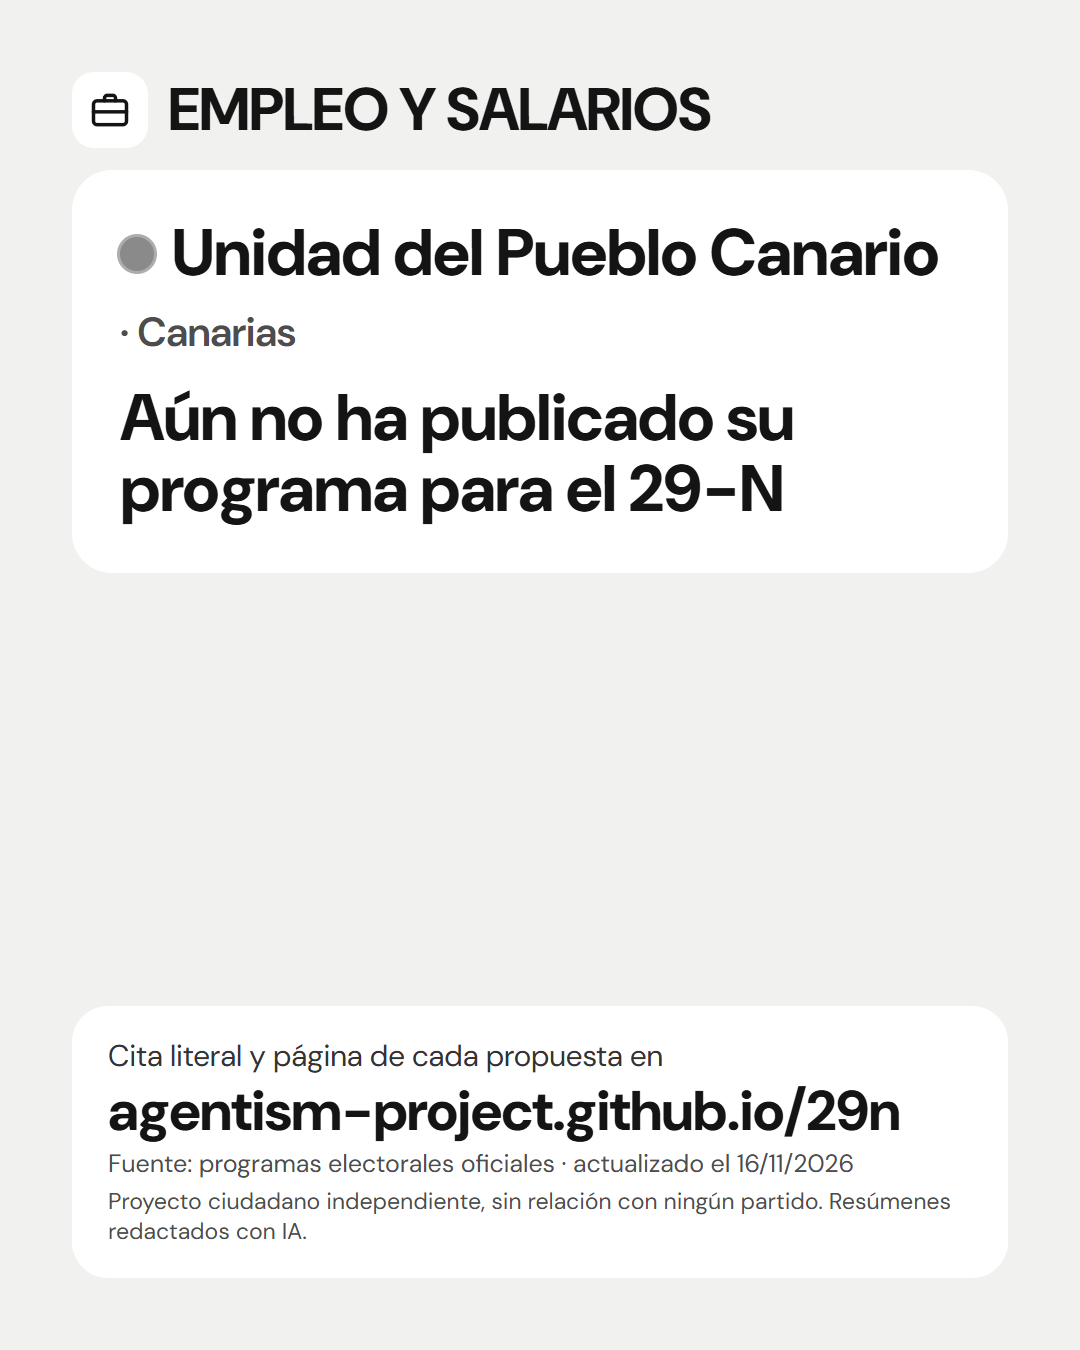 EMPLEO Y SALARIOS
Unidad del Pueblo Canario
· Canarias
Aún no ha publicado su
programa para el 29-N
Cita literal y página de cada propuesta en
agentism-project.github.io/29n
Fuente: programas electorales oficiales · actualizado el 16/11/2026
Proyecto ciudadano independiente, sin relación con ningún partido. Resúmenes
redactados con IA.